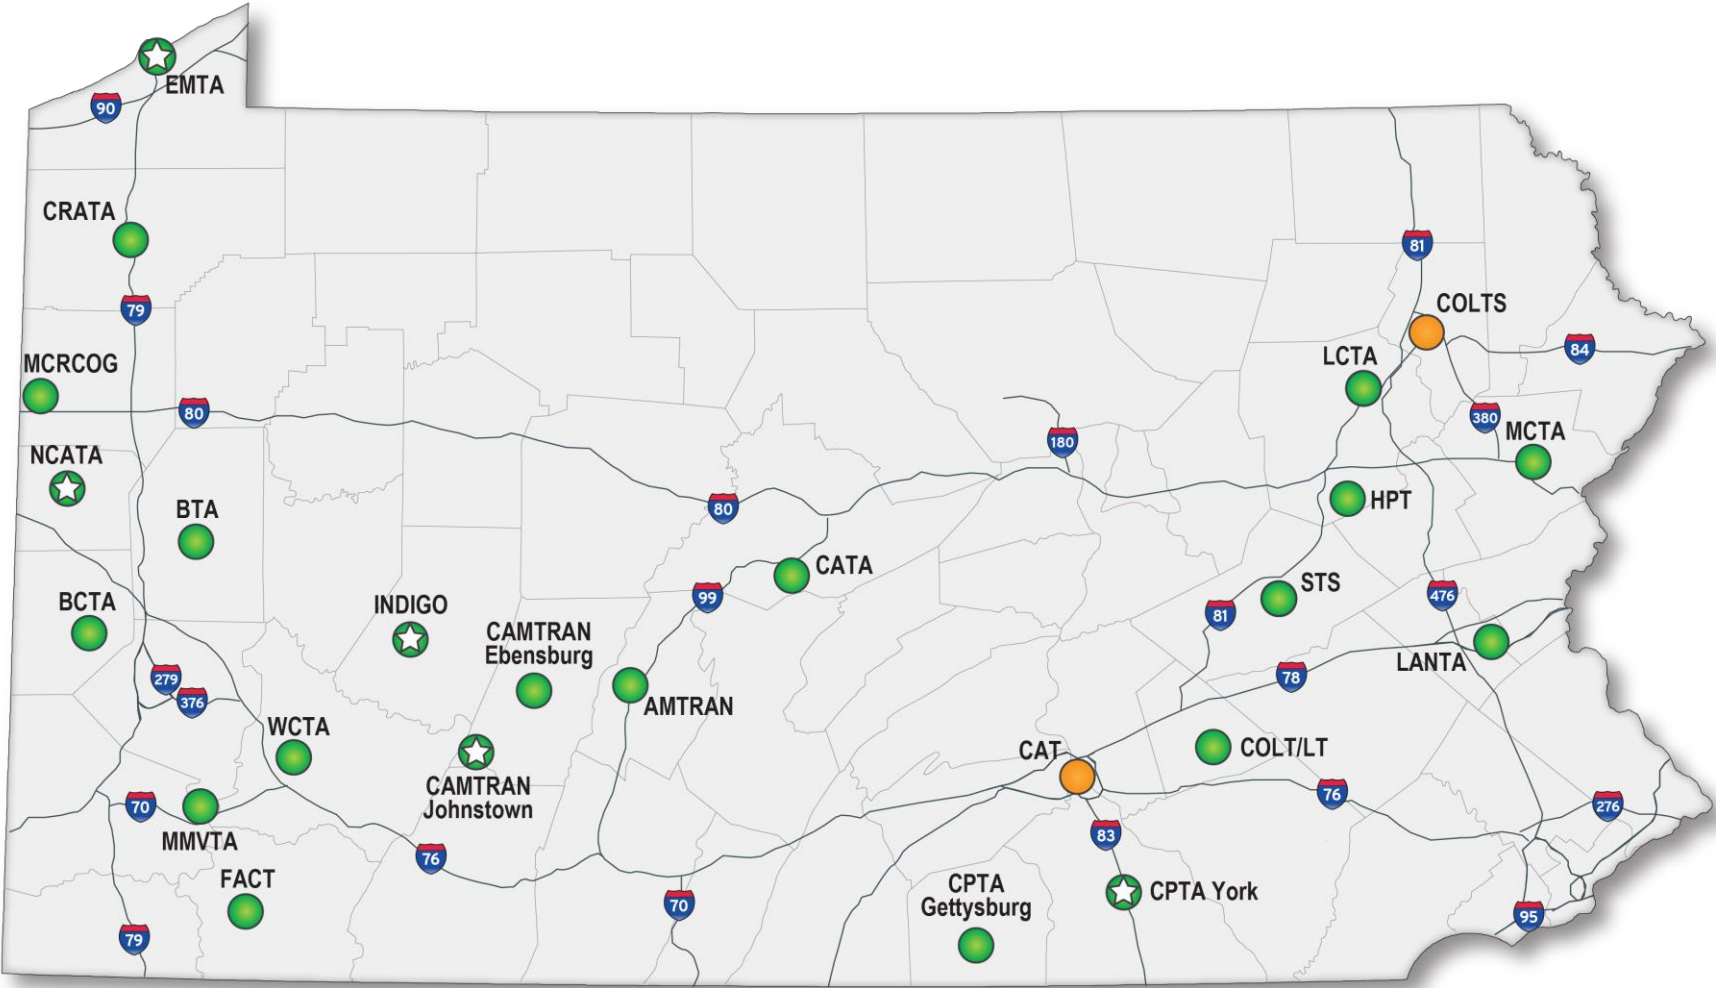 EMTA
90
CRATA
79
81
COLTS
84
LCTA
MCRCOG
80
380
MCTA
180
NCATA
BTA
80
HPT
CATA
STS
99
476
81
BCTA
INDIGO
CAMTRAN
Ebensburg
LANTA
279
376
78
AMTRAN
WCTA
CAT
COLT/LT
CAMTRAN
Johnstown
70
76
276
MMVTA
83
76
FACT
CPTA
Gettysburg
CPTA York
70
95
79